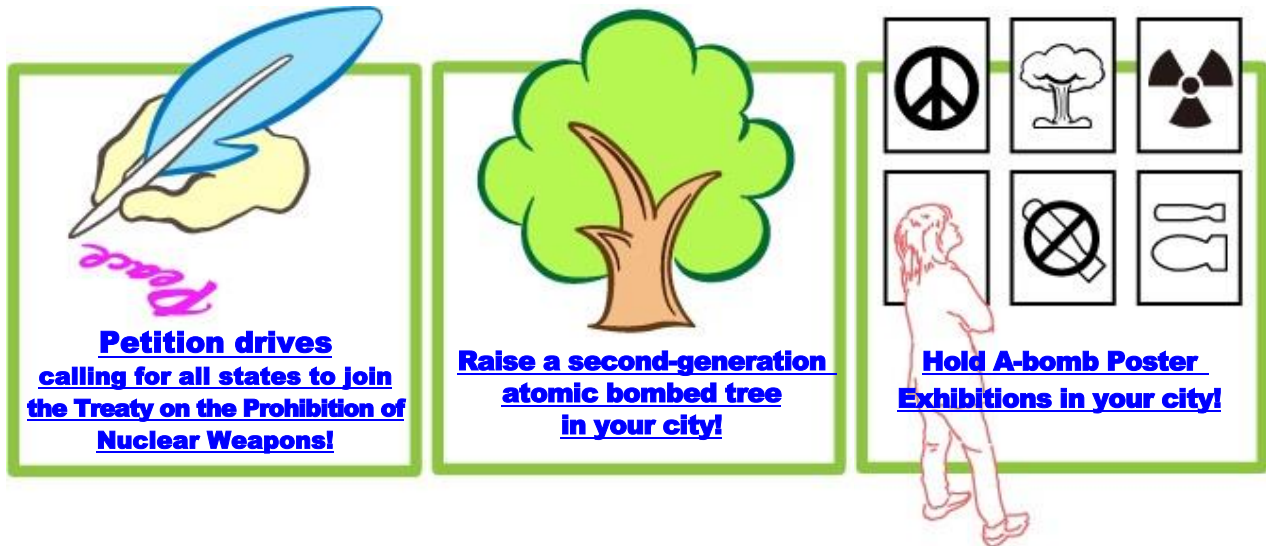 Peace
Petition drives
calling for all states to join
the Treaty on the Prohibition of
Nuclear Weapons!
Raise a second-generation
atomic bombed tree
in your city!
Hold A-bomb Poster
Exhibitions in your city!